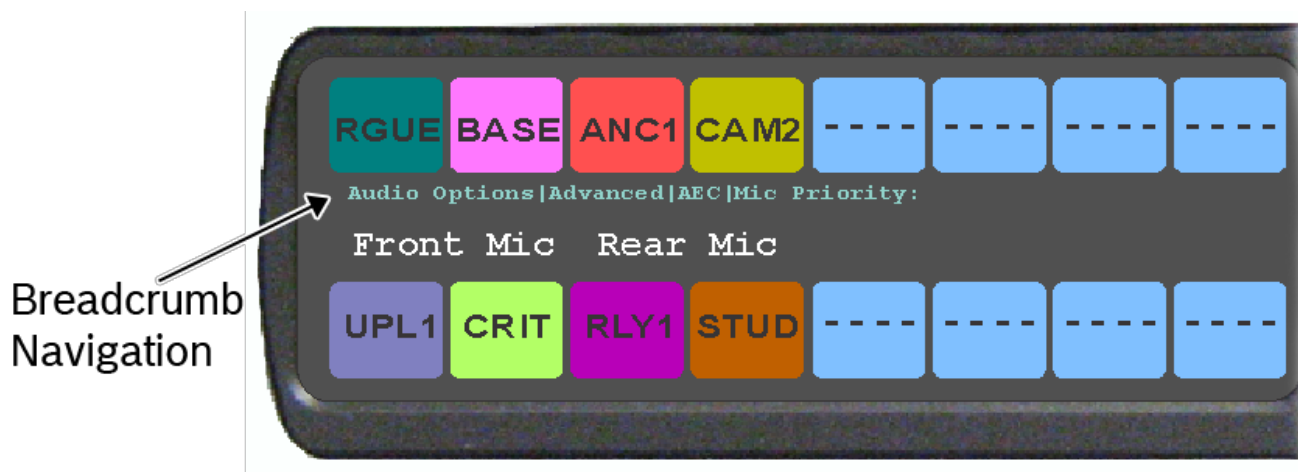 RGUE BASE ANC1 CAM2 ---- ---- ---- ----
Audio Options|Advanced|AEC|Mic Priority:
Front Mic Rear Mic
Breadcrumb
Navigation
UPL1 CRIT RLY1 STUD ---- ---- ---- ----